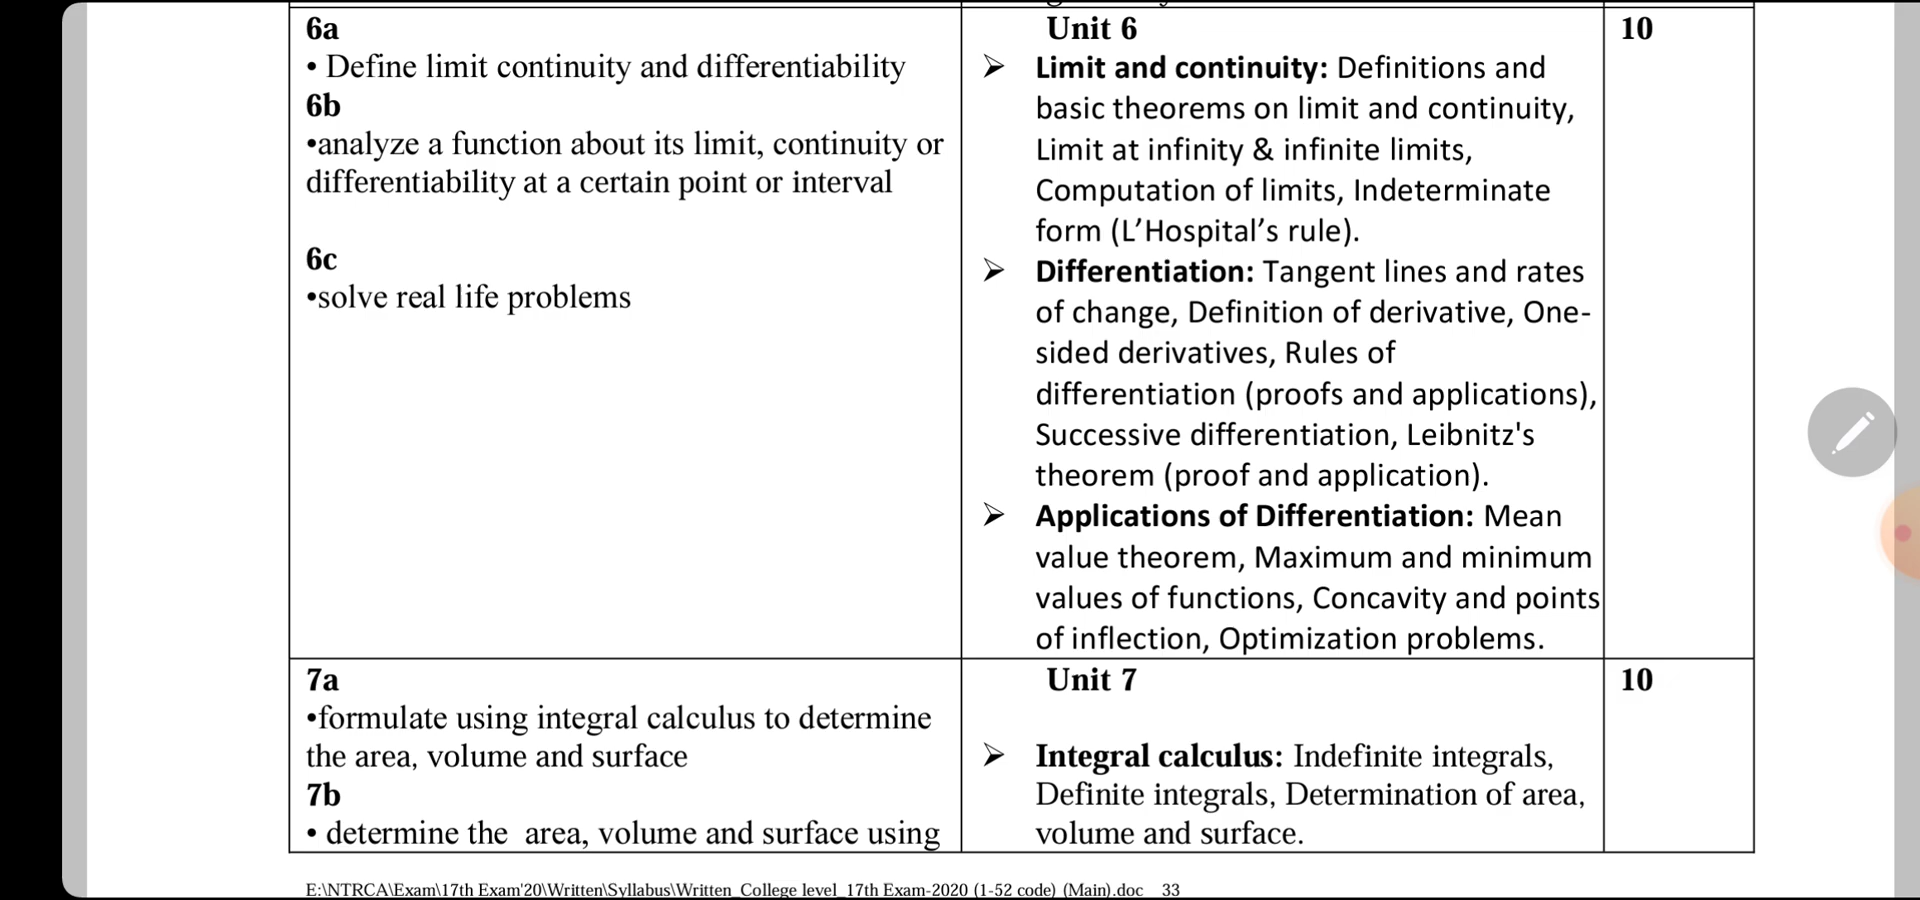 6a
• Define limit continuity and differentiability
6b
•analyze a function about its limit, continuity or
differentiability at a certain point or interval
6c
•solve real life problems
Unit 6
➢ Limit and continuity: Definitions and
basic theorems on limit and continuity,
Limit at infinity & infinite limits,
Computation of limits, Indeterminate
form (L’Hospital’s rule).
➢ Differentiation: Tangent lines and rates
of change, Definition of derivative, One-
sided derivatives, Rules of
differentiation (proofs and applications),
Successive differentiation, Leibnitz's
theorem (proof and application).
➢ Applications of Differentiation: Mean
value theorem, Maximum and minimum
values of functions, Concavity and points
of inflection, Optimization problems.
10
7a
•formulate using integral calculus to determine
the area, volume and surface
7b
• determine the  area, volume and surface using
Unit 7
➢ Integral calculus: Indefinite integrals,
Definite integrals, Determination of area,
volume and surface.
10
E:\NTRCA\Exam\17th Exam'20\Written\Syllabus\Written_College level_17th Exam-2020 (1-52 code) (Main).doc 33